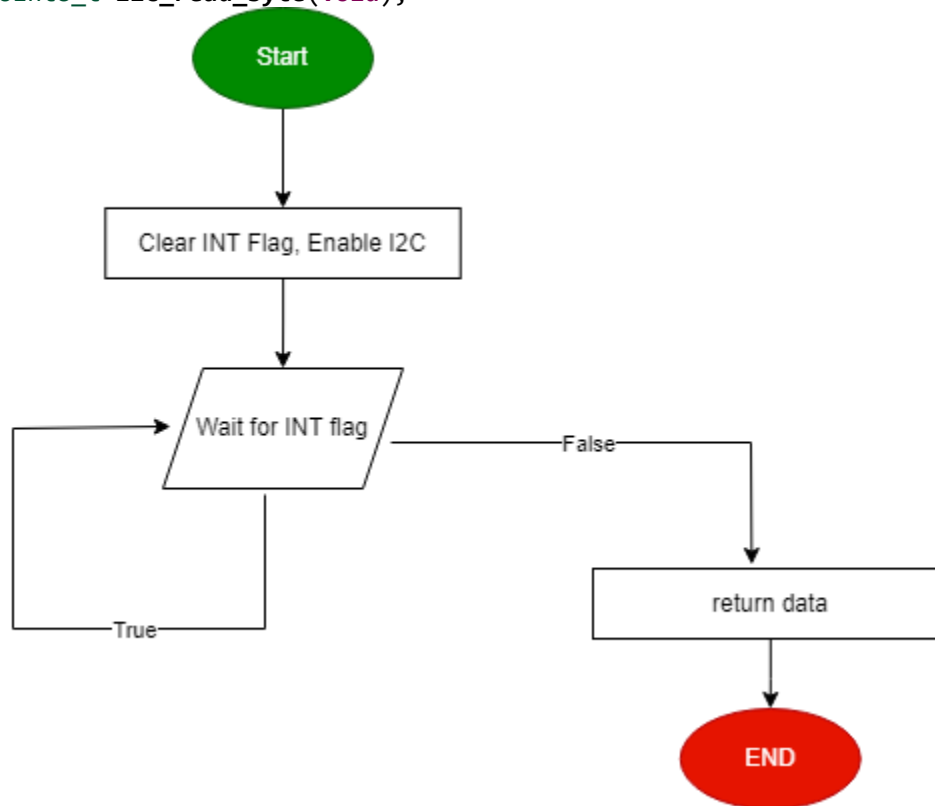 Start
Clear INT Flag, Enable I2C
Wait for INT flag
False
return data
True
END